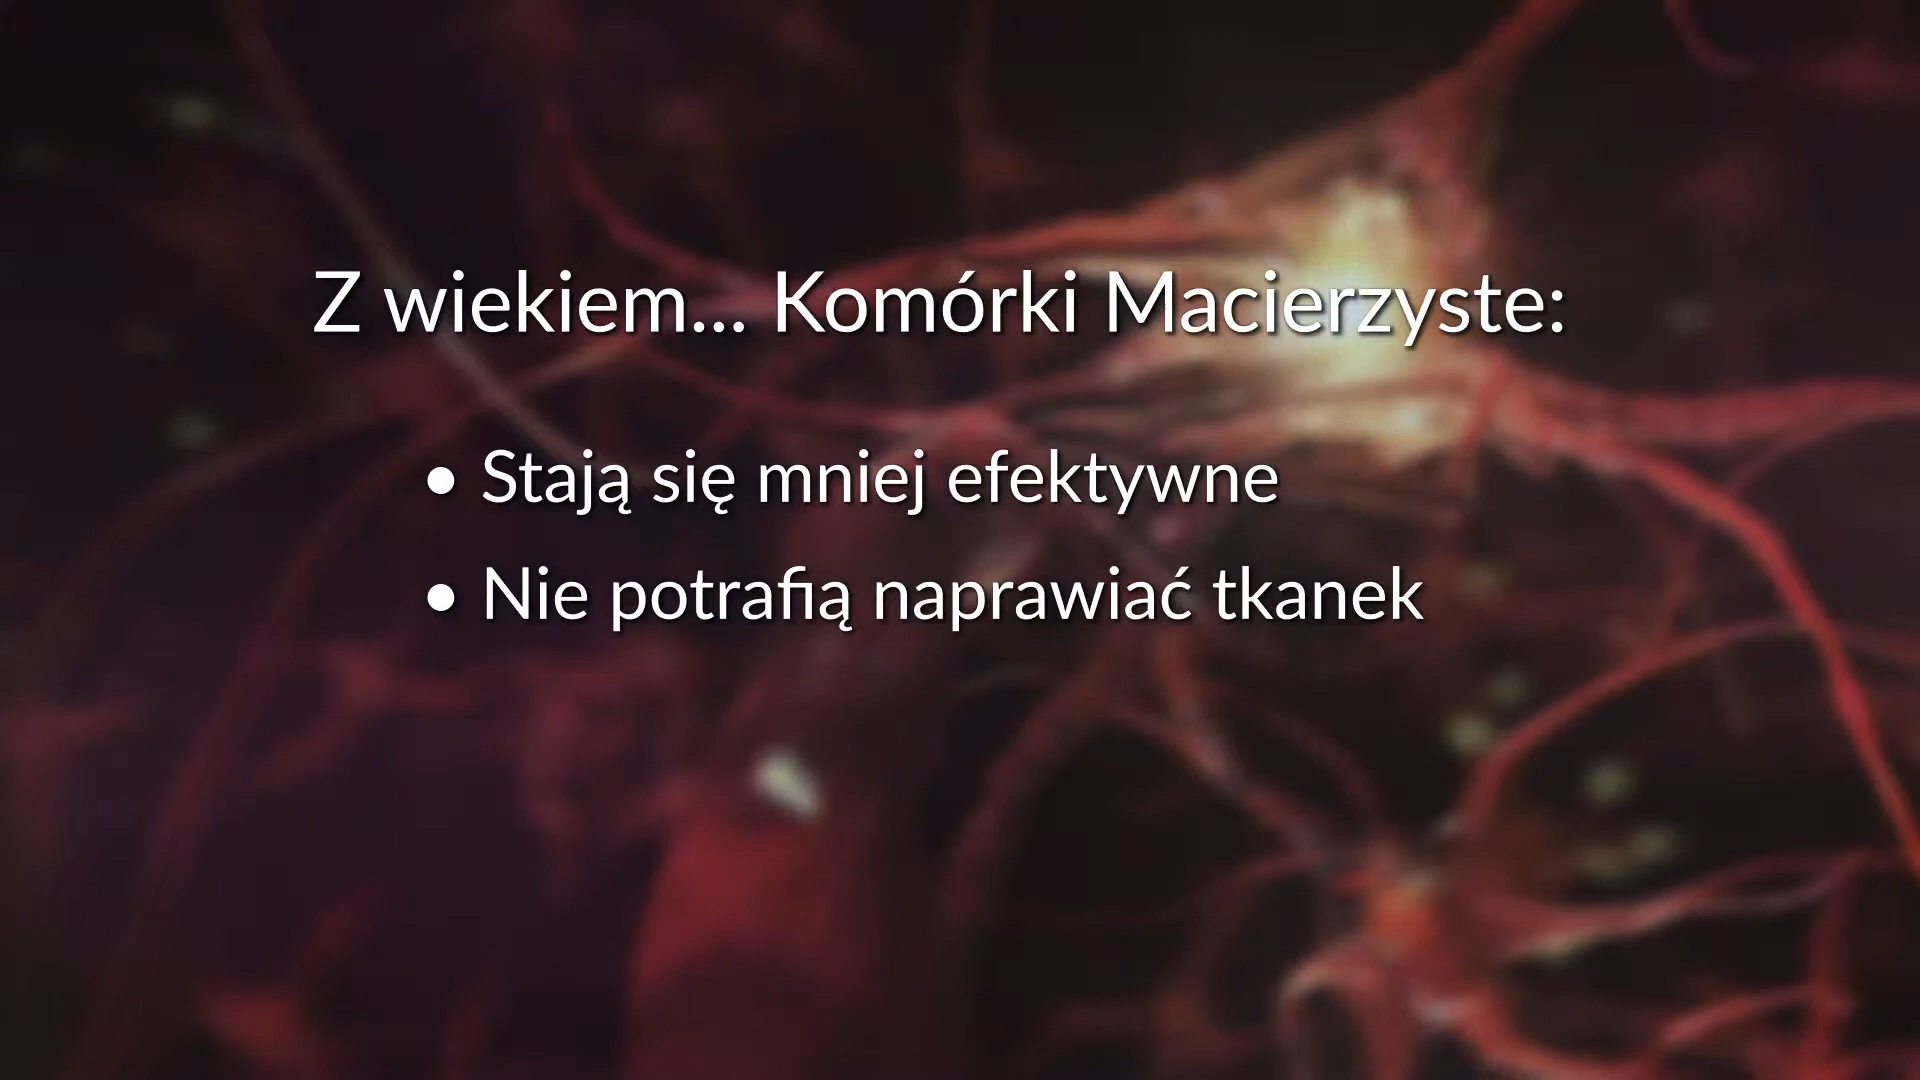 Z wiekiem... Komórki Macierzyste:
• Stają się mniej efektywne
• Nie potrafią naprawiać tkanek